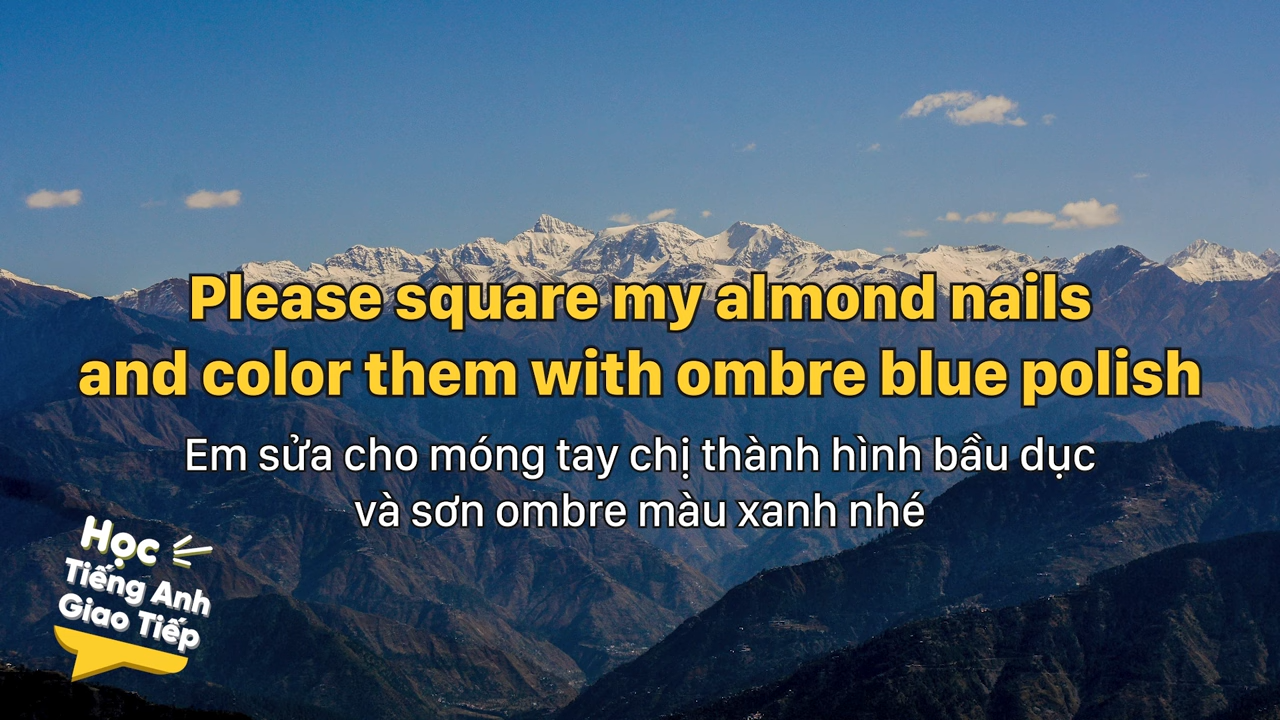 Please square my almond nails
and color them with ombre blue polish
Em sửa cho móng tay chị thành hình bầu dục
và sơn ombre màu xanh nhé
Học
Tiếng Anh
Giao Tiếp